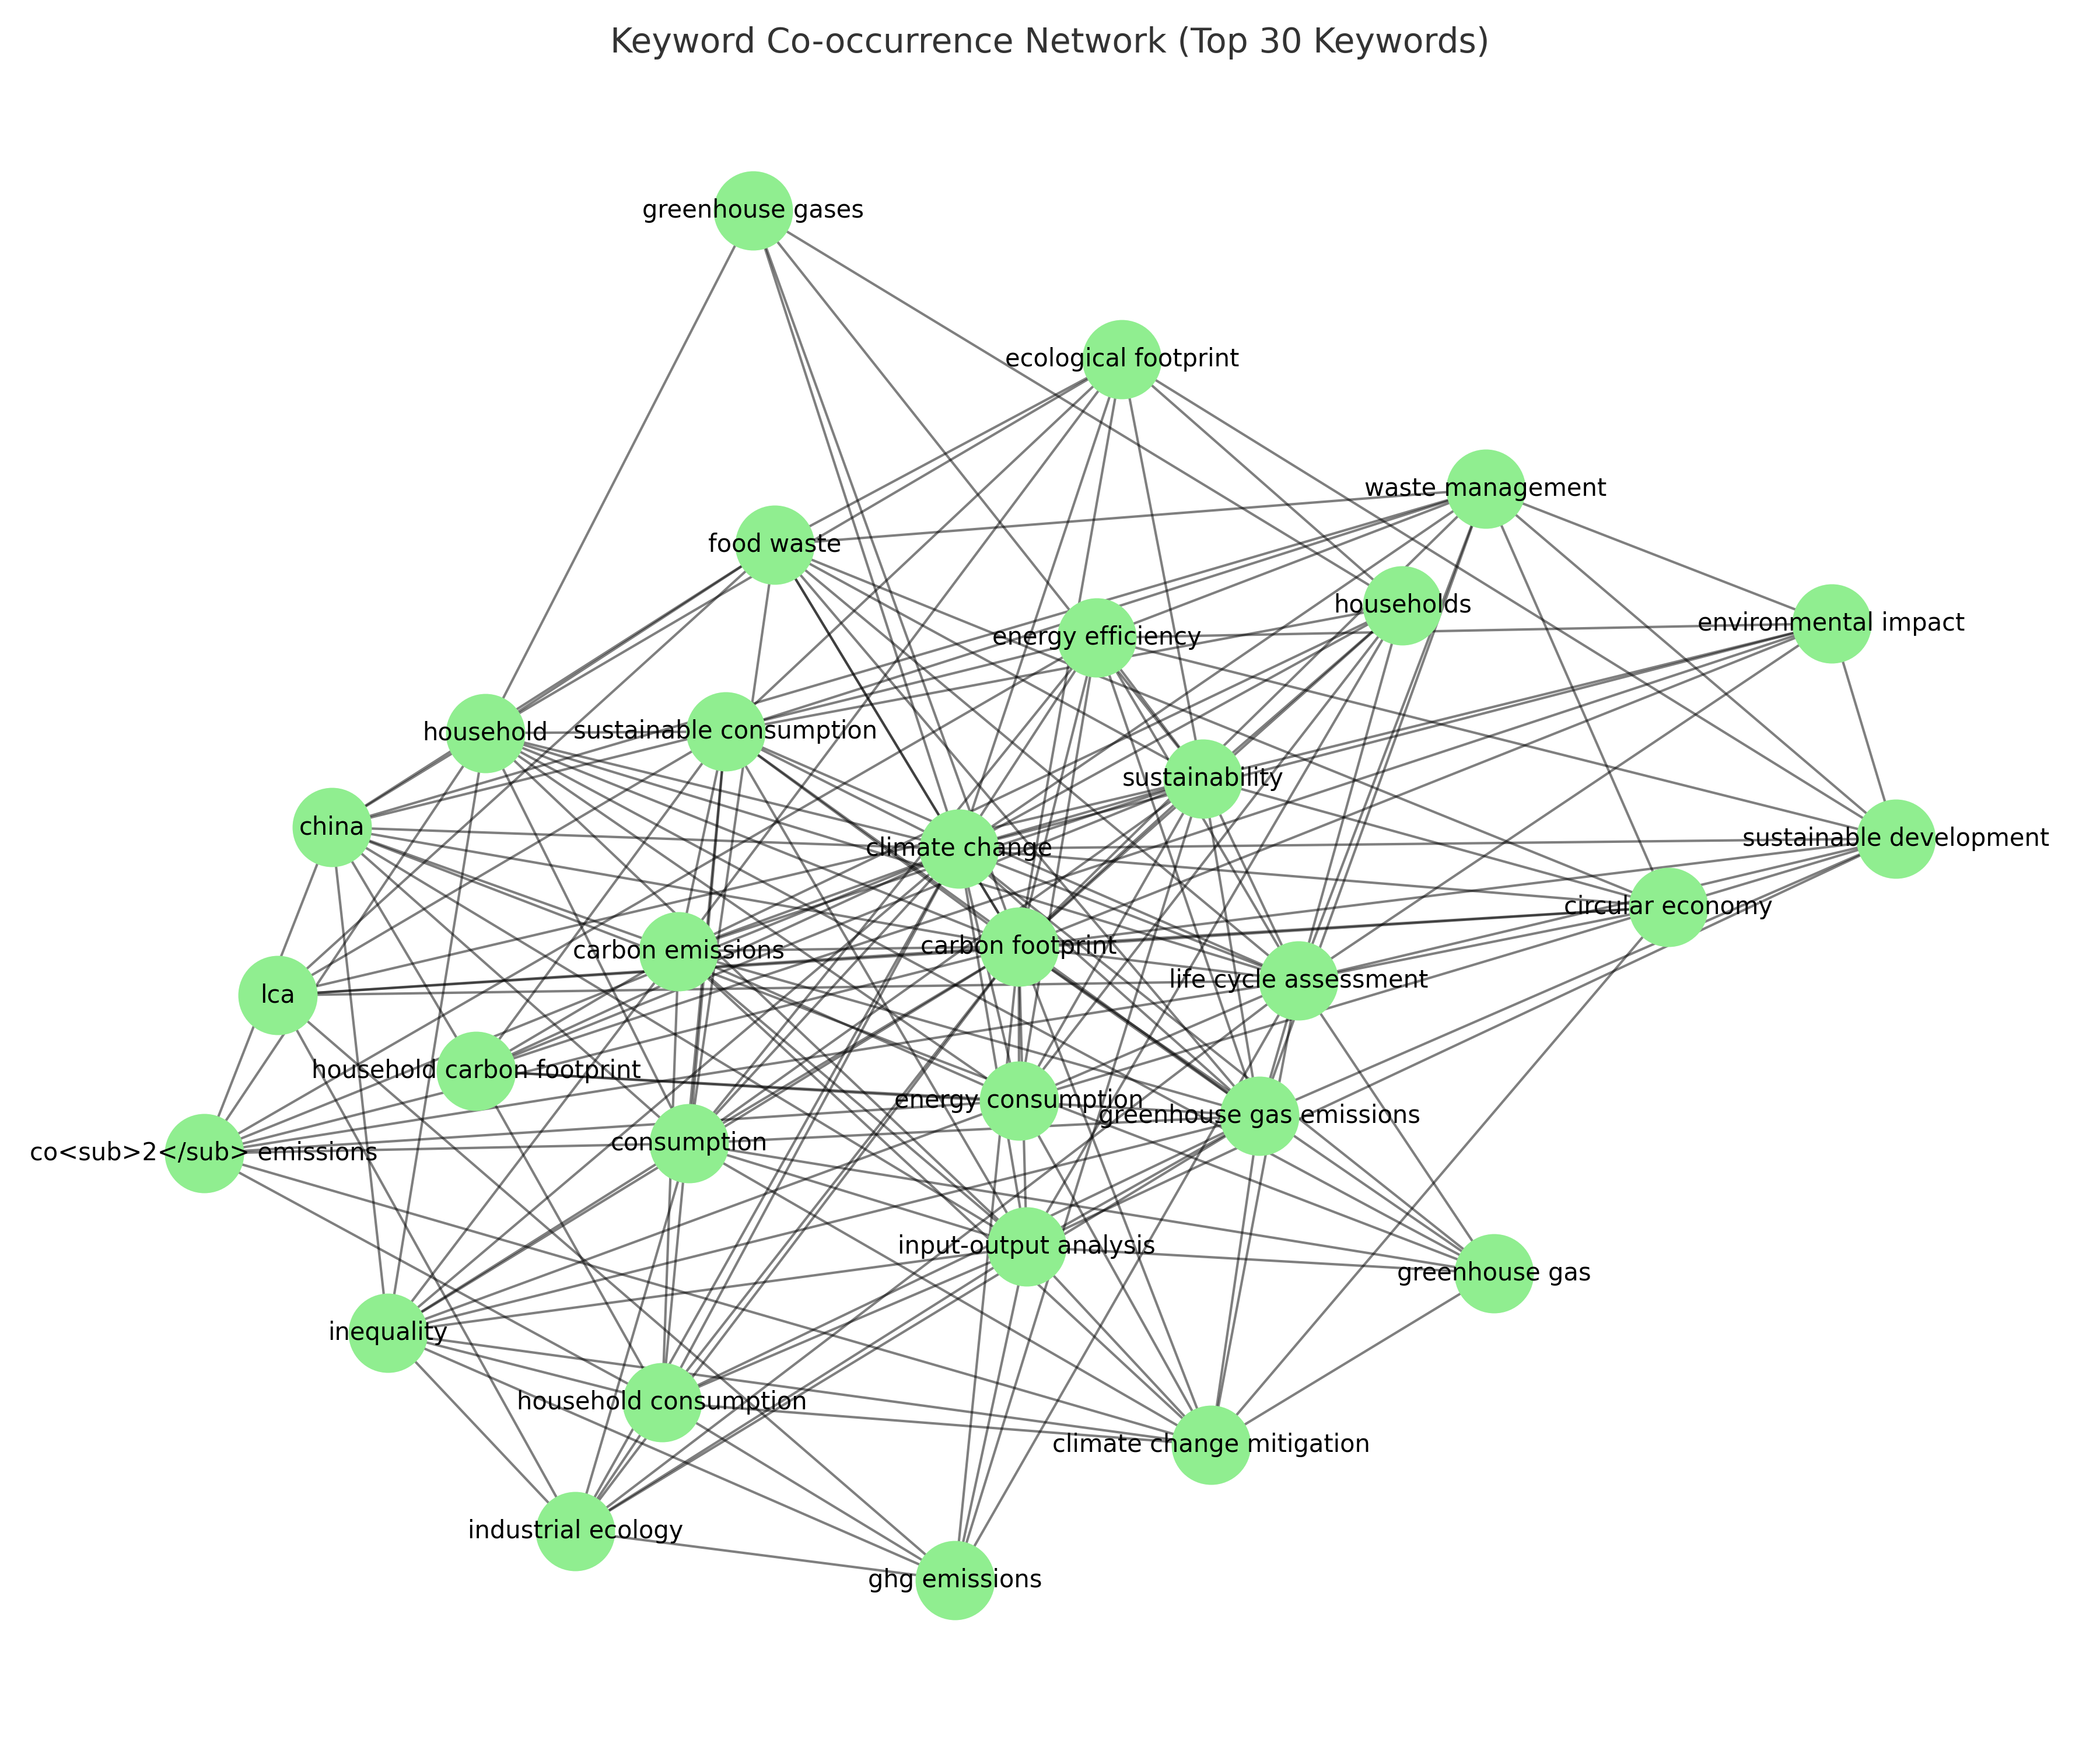 Keyword Co-occurrence Network (Top 30 Keywords)
greenhouse gases
ecological footprint
waste management
food waste
households
environmental impact
energy efficiency
household
sustainable consumption
sustainability
china
climate change
sustainable development
circular economy
carbon emissions
carbon footprint
life cycle assessment
lca
household carbon footprint
energy consumption
greenhouse gas emissions
consumption
co<sub>2</sub> emissions
input-output analysis
greenhouse gas
inequality
household consumption
climate change mitigation
industrial ecology
ghg emissions